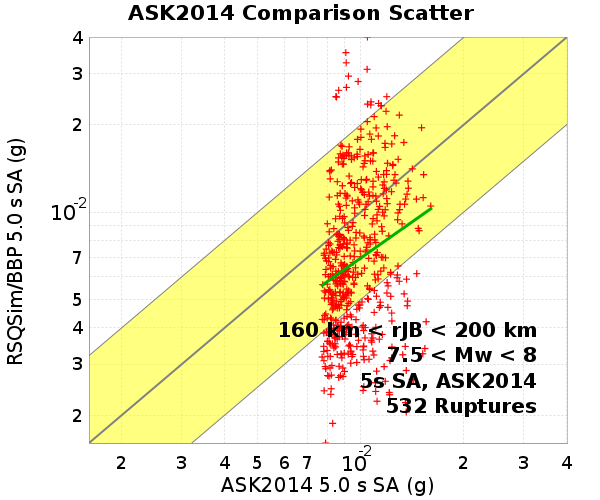 ASK2014 Comparison Scatter
RSQSim/BBP 5.0 s SA (g)
4
3
2
10⁻²
7
5
4
3
2
160 km < rJB < 200 km
7.5 < Mw < 8
5s SA, ASK2014
532 Ruptures
2 3 4 5 6 7 10⁻² 2 3 4
ASK2014 5.0 s SA (g)